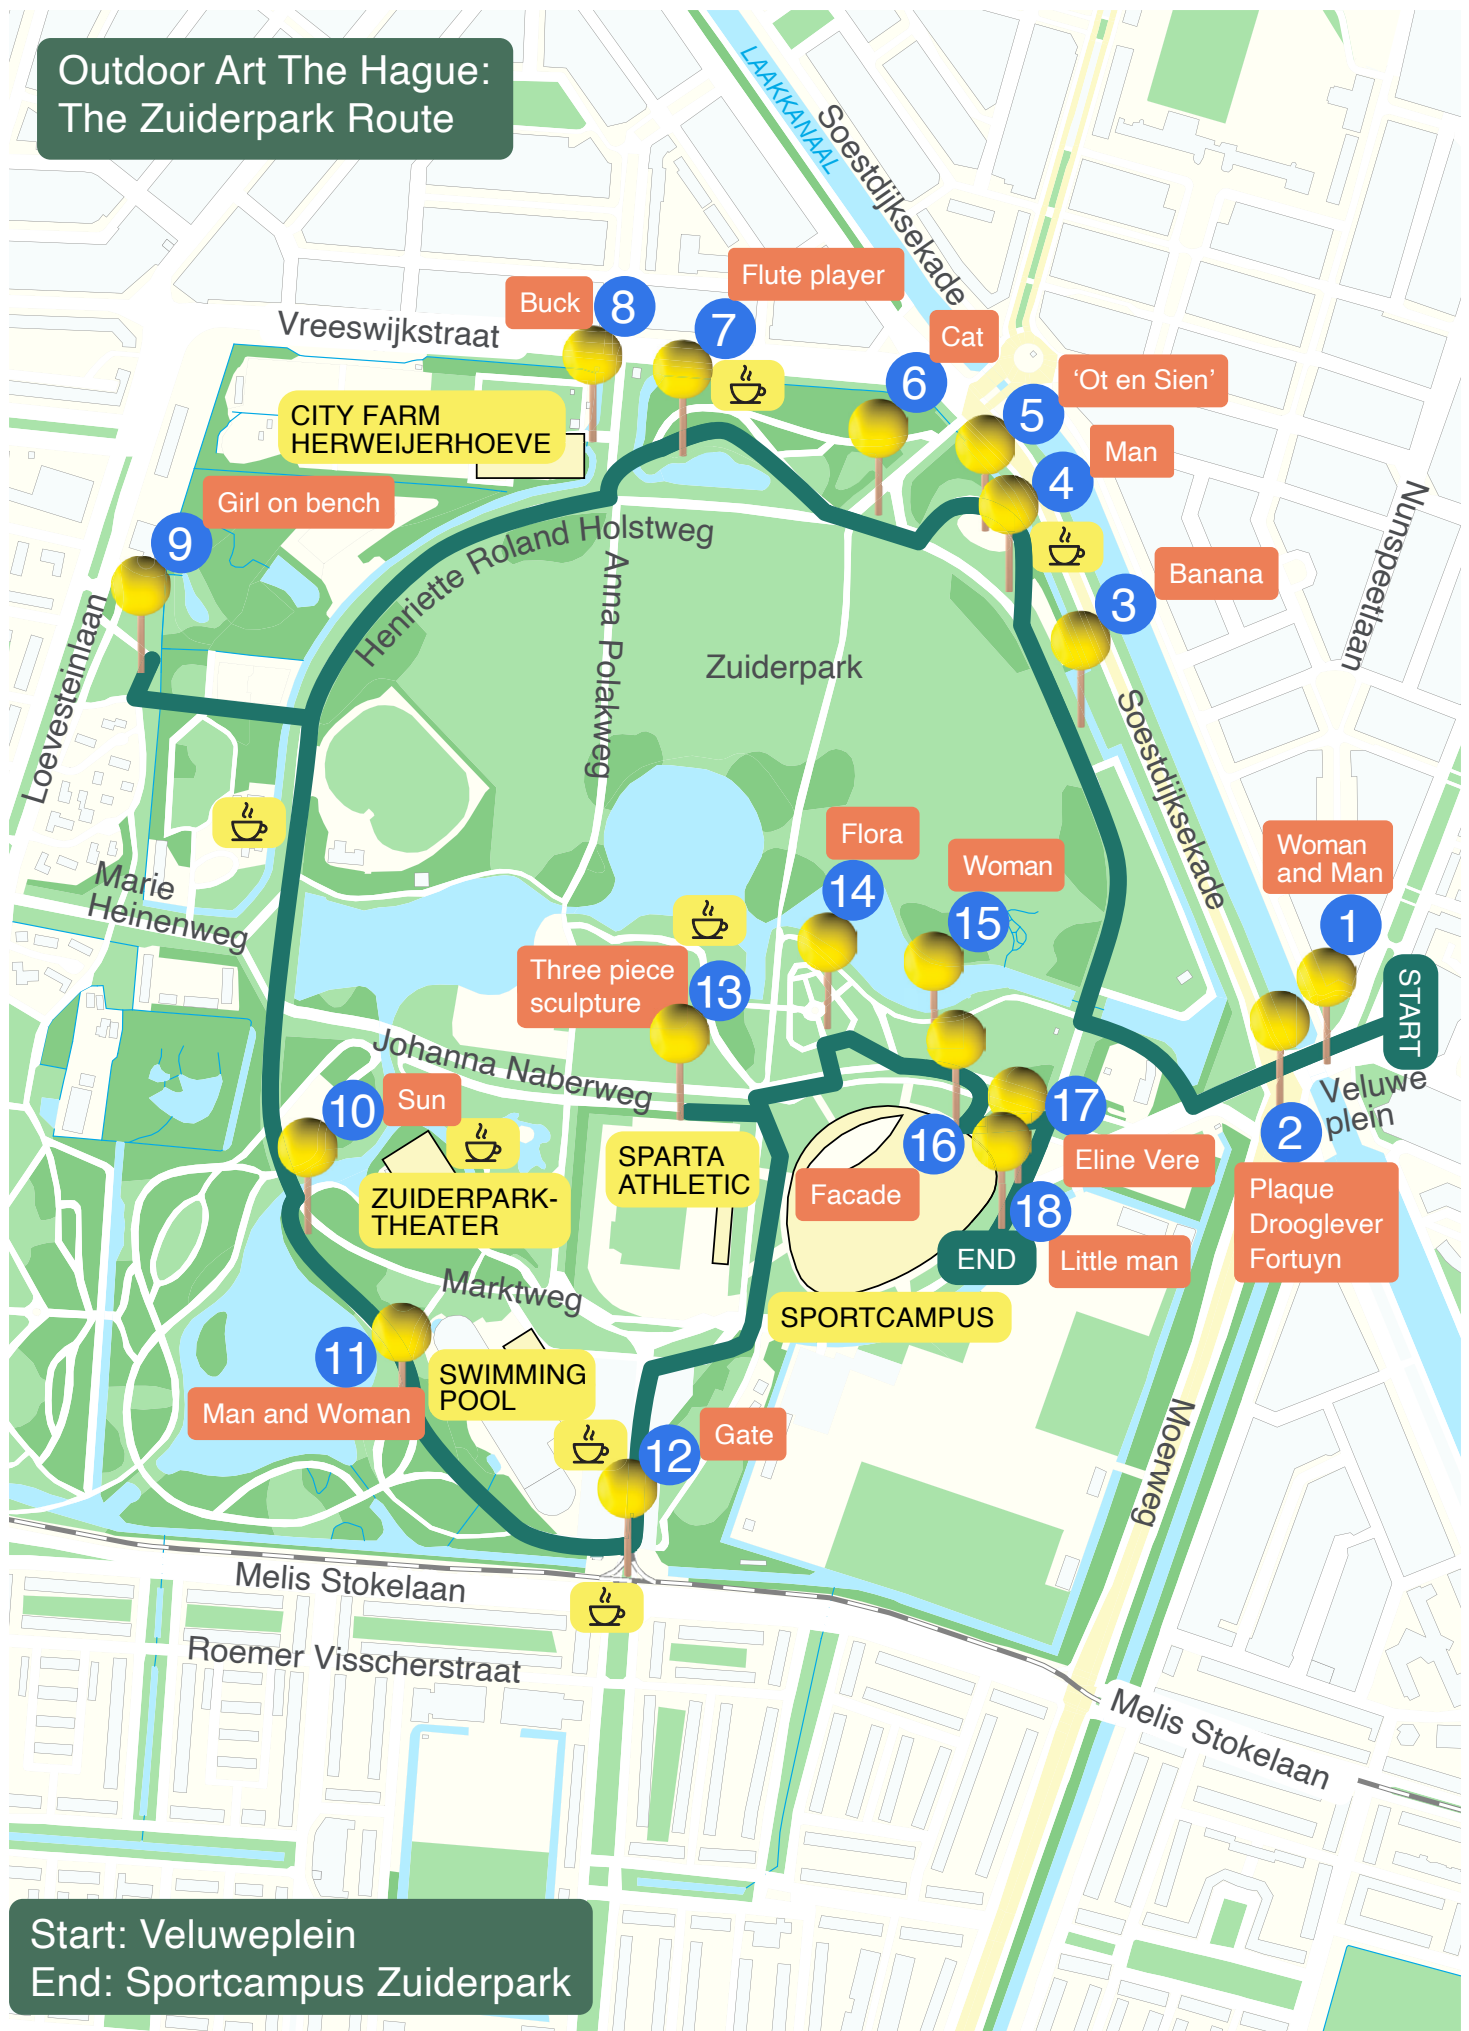 Outdoor Art The Hague:
The Zuiderpark Route
LAAKKANAAL
Soestdijksekade
Flute player
Buck
8
7
Vreeswijkstraat
Cat
6
'Ot en Sien'
5
CITY FARM
HERWEIJERHOEVE
Man
4
Girl on bench
9
Nunspeetlaan
Henriette Roland Holstweg
Banana
3
Anna Polakweg
Loevesteinlaan
Zuiderpark
Soestdijksekade
Flora
14
Woman
15
Woman
and Man
1
Marie
Heinenweg
Three piece
sculpture
13
START
Johanna Naberweg
Veluwe
plein
10
Sun
17
2
16
SPARTA
ATHLETIC
Eline Vere
ZUIDERPARK-
THEATER
Facade
Plaque
Drooglever
Fortuyn
18
END
Little man
Marktweg
SPORTCAMPUS
11
SWIMMING
POOL
Man and Woman
Gate
12
Moerweg
Melis Stokelaan
Roemer Visscherstraat
Melis Stokelaan
Start: Veluweplein
End: Sportcampus Zuiderpark